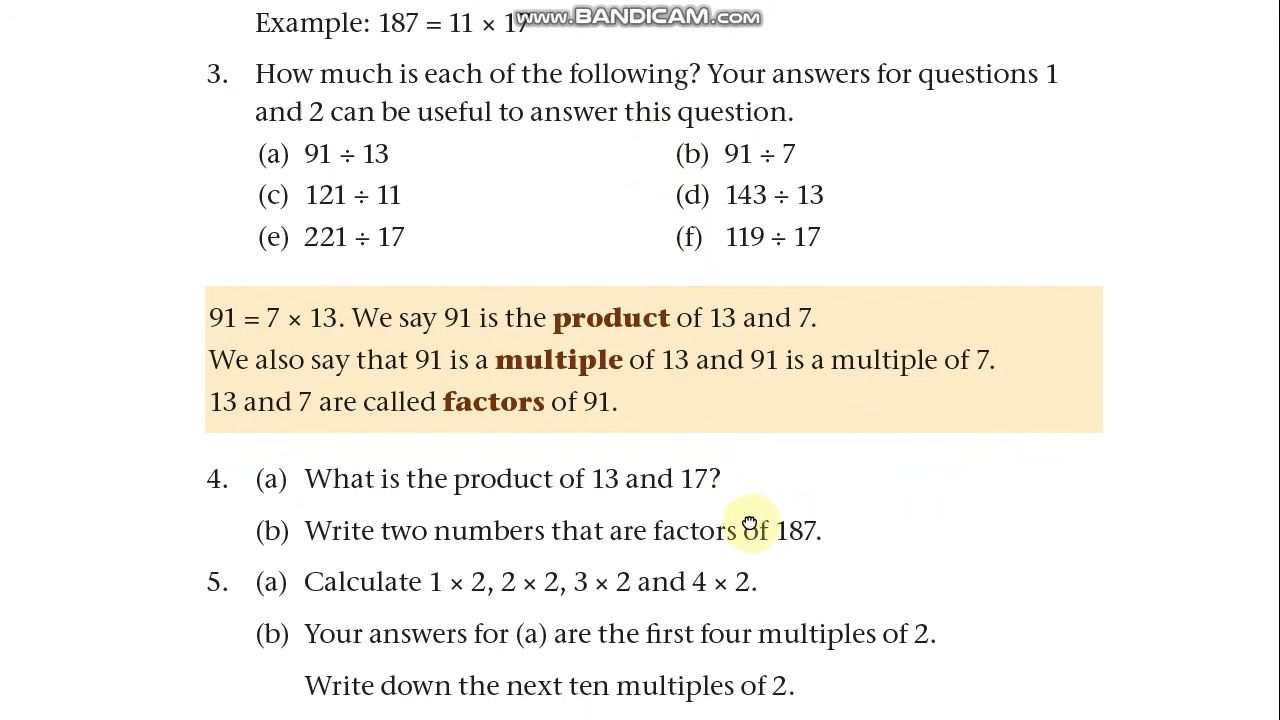 www.BANDICAM.com
Example: 187 = 11 × 17
3. How much is each of the following? Your answers for questions 1
and 2 can be useful to answer this question.
(a) 91 ÷ 13 (b) 91 ÷ 7
(c) 121 ÷ 11 (d) 143 ÷ 13
(e) 221 ÷ 17 (f) 119 ÷ 17
91 = 7 × 13. We say 91 is the product of 13 and 7.
We also say that 91 is a multiple of 13 and 91 is a multiple of 7.
13 and 7 are called factors of 91.
4. (a) What is the product of 13 and 17?
(b) Write two numbers that are factors of 187.
5. (a) Calculate 1 × 2, 2 × 2, 3 × 2 and 4 × 2.
(b) Your answers for (a) are the first four multiples of 2.
Write down the next ten multiples of 2.